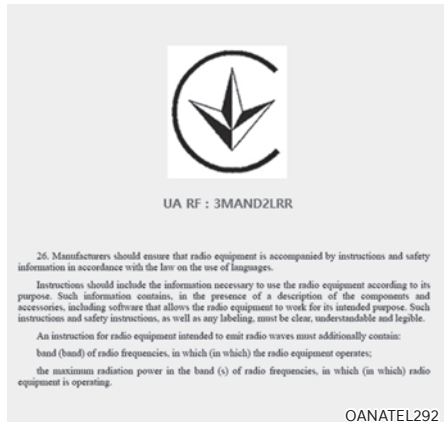 UA RF : 3MAND2LRR
26. Manufacturers should ensure that radio equipment is accompanied by instructions and safety
information in accordance with the law on the use of languages.
Instructions should include the information necessary to use the radio equipment according to its
purpose. Such information contains, in the presence of a description of the components and
accessories, including software that allows the radio equipment to work for its intended purpose. Such
instructions and safety instructions, as well as any labeling, must be clear, understandable and legible.
An instruction for radio equipment intended to emit radio waves must additionally contain:
band (band) of radio frequencies, in which (in which) the radio equipment operates;
the maximum radiation power in the band (s) of radio frequencies, in which (in which) radio
equipment is operating.
OANATEL292